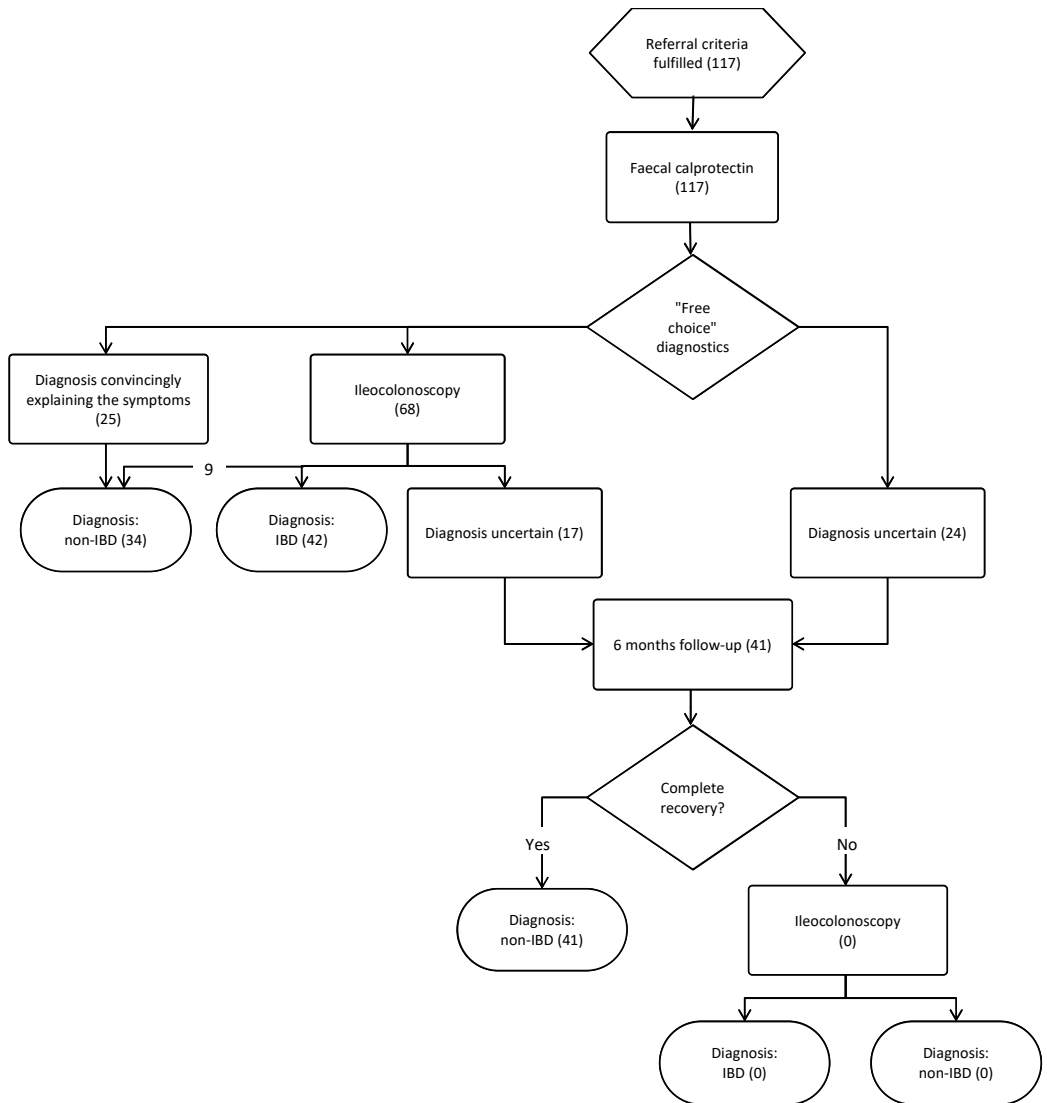 Referral criteria
fulfilled (117)
Faecal calprotectin
(117)
"Free
choice"
diagnostics
Diagnosis convincingly
explaining the symptoms
(25)
Ileocolonoscopy
(68)
9
Diagnosis:
non-IBD (34)
Diagnosis:
IBD (42)
Diagnosis uncertain (17)
Diagnosis uncertain (24)
6 months follow-up (41)
Complete
recovery?
Yes
No
Diagnosis:
non-IBD (41)
Ileocolonoscopy
(0)
Diagnosis:
IBD (0)
Diagnosis:
non-IBD (0)